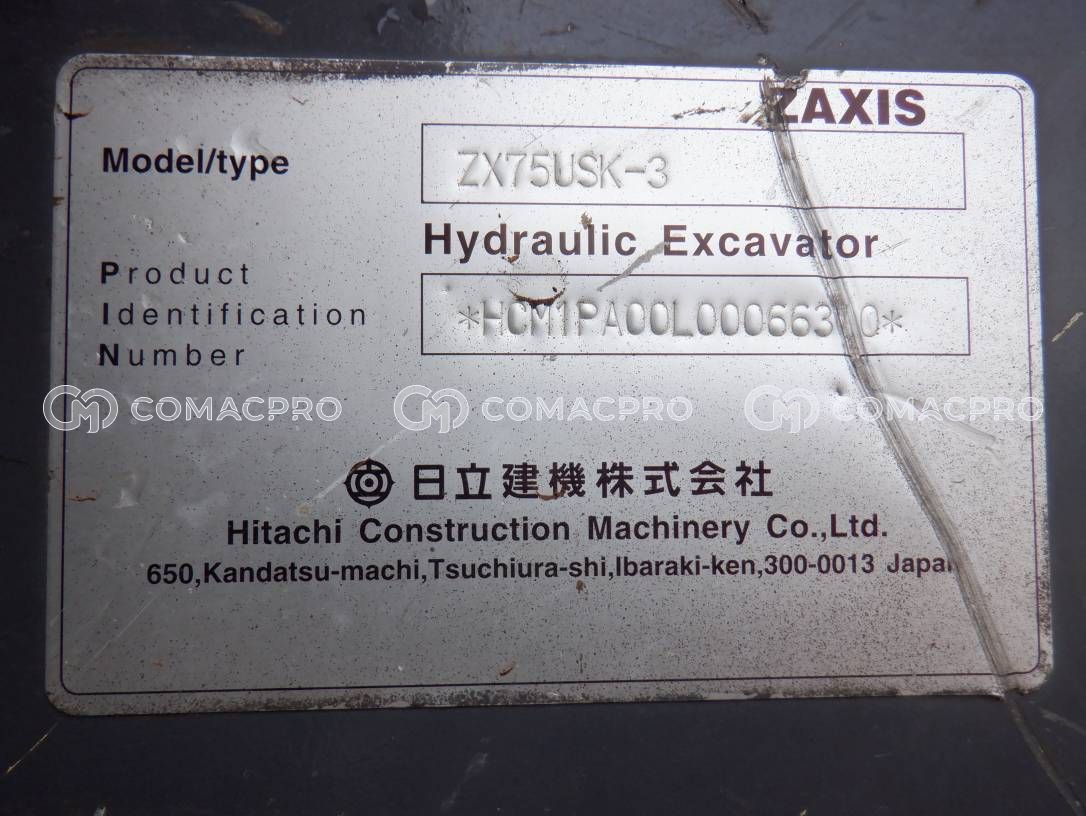 ZAXIS
Model/type
ZX75USK-3
Hydraulic Excavator
Product
Identification
Number
COMACPRO COMACPRO COMACPRO
日立建機株式会社
Hitachi Construction Machinery Co.,Ltd.
650,Kandatsu-machi,Tsuchiura-shi,Ibaraki-ken,300-0013 Japan